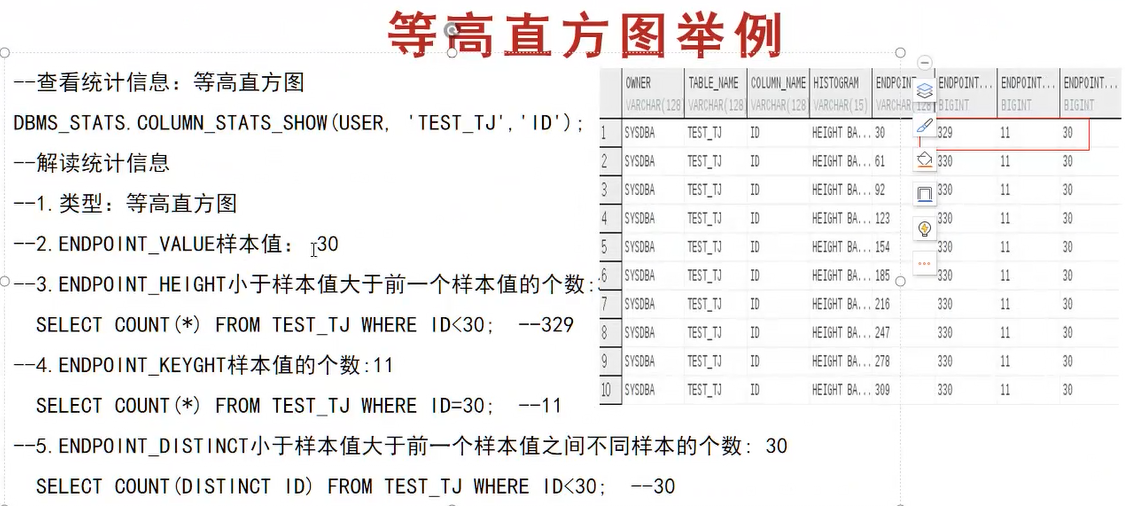 等高直方图举例
--查看统计信息：等高直方图
DBMS_STATS.COLUMN_STATS_SHOW(USER, 'TEST_TJ','ID');
--解读统计信息
--1.类型：等高直方图
--2.ENDPOINT_VALUE样本值： 30
--3.ENDPOINT_HEIGHT小于样本值大于前一个样本值的个数:
SELECT COUNT(*) FROM TEST_TJ WHERE ID<30; --329
--4.ENDPOINT_KEYGHT样本值的个数:11
SELECT COUNT(*) FROM TEST_TJ WHERE ID=30; --11
--5.ENDPOINT_DISTINCT小于样本值大于前一个样本值之间不同样本的个数: 30
SELECT COUNT(DISTINCT ID) FROM TEST_TJ WHERE ID<30; --30
OWNER TABLE_NAME COLUMN_NAME HISTOGRAM ENDPOINT ENDPOINT... ENDPOINT... ENDPOINT...
VARCHAR(128 VARCHAR(128 VARCHAR(128 VARCHAR(15) VARCHAR(128 BIGINT BIGINT BIGINT
1 SYSDBA TEST_TJ ID HEIGHT BA... 30 329 11 30
2 SYSDBA TEST_TJ ID HEIGHT BA... 61 330 11 30
3 SYSDBA TEST_TJ ID HEIGHT BA... 92 330 11 30
4 SYSDBA TEST_TJ ID HEIGHT BA... 123 330 11 30
5 SYSDBA TEST_TJ ID HEIGHT BA... 154 330 11 30
6 SYSDBA TEST_TJ ID HEIGHT BA... 185 330 11 30
7 SYSDBA TEST_TJ ID HEIGHT BA... 216 330 11 30
8 SYSDBA TEST_TJ ID HEIGHT BA... 247 330 11 30
9 SYSDBA TEST_TJ ID HEIGHT BA... 278 330 11 30
10 SYSDBA TEST_TJ ID HEIGHT BA... 309 330 11 30